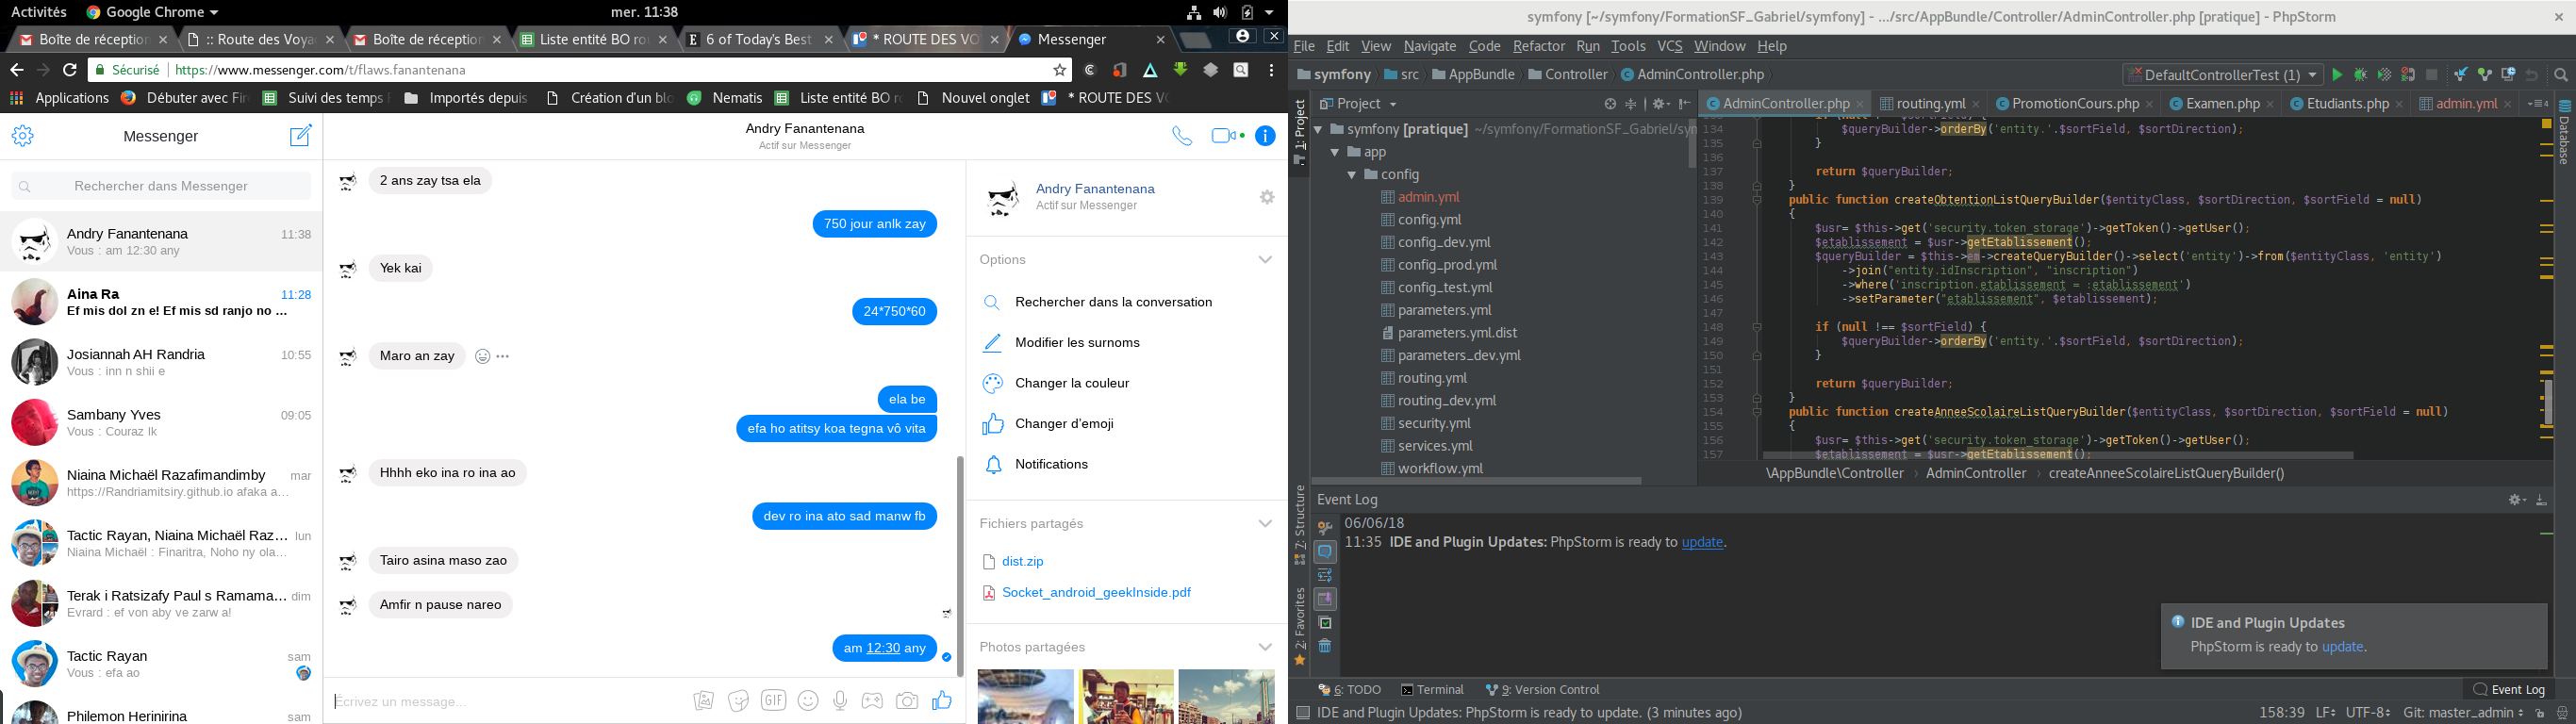 Activités
Google Chrome
mer. 11:38
Boîte de réception
:: Route des Voya
Boîte de réception
Liste entité BO ro
6 of Today's Best
* ROUTE DES VO
Messenger
Sécurisé
https://www.messenger.com/t/flaws.fanantenana
Applications
Débuter avec Fir
Suivi des temps
Importés depuis
Création d'un blo
Nematis
Liste entité BO ro
Nouvel onglet
* ROUTE DES VO
Messenger
Rechercher dans Messenger
Andry Fanantenana
11:38
Vous : am 12:30 any
Aina Ra
11:28
Ef mis dol zn e! Ef mis sd ranjo no ...
Josiannah AH Randria
10:55
Vous : inn n shii e
Sambany Yves
09:05
Vous : Couraz lk
Niaina Michaël Razafimandimby
mar
https://Randriamitsiry.github.io afaka a...
Tactic Rayan, Niaina Michaël Raz...
lun
Niaina Michaël : Finaritra, Noho ny ola...
Terak i Ratsizafy Paul s Ramama...
dim
Evrard : ef von aby ve zarw a!
Tactic Rayan
sam
Vous : efa ao
Philemon Herinirina
sam
Andry Fanantenana
Actif sur Messenger
2 ans zay tsa ela
750 jour anlk zay
Yek kai
24*750*60
Maro an zay
ela be
efa ho atitsy koa tegna vô vita
Hhhh eko ina ro ina ao
dev ro ina ato sad manw fb
Tairo asina maso zao
Amfir n pause nareo
am 12:30 any
Écrivez un message...
GIF
Andry Fanantenana
Actif sur Messenger
Options
Rechercher dans la conversation
Modifier les surnoms
Changer la couleur
Changer d'emoji
Notifications
Fichiers partagés
dist.zip
Socket_android_geekInside.pdf
Photos partagées
symfony [~/symfony/FormationSF_Gabriel/symfony] - .../src/AppBundle/Controller/AdminController.php [pratique] - PhpStorm
File Edit View Navigate Code Refactor Run Tools VCS Window Help
symfony
src
AppBundle
Controller
AdminController.php
DefaultControllerTest (1)
1: Project
Project
AdminController.php
routing.yml
PromotionCours.php
Examen.php
Etudiants.php
admin.yml
Database
symfony [pratique] ~/symfony/FormationSF_Gabriel/sym
app
config
admin.yml
config.yml
config_dev.yml
config_prod.yml
config_test.yml
parameters.yml
parameters.yml.dist
parameters_dev.yml
routing.yml
routing_dev.yml
security.yml
services.yml
workflow.yml
134 $queryBuilder->orderBy('entity.'.$sortField, $sortDirection);
135 }
136
137 return $queryBuilder;
138 }
139 public function createObtentionListQueryBuilder($entityClass, $sortDirection, $sortField = null)
140 {
141 $usr= $this->get('security.token_storage')->getToken()->getUser();
142 $etablissement = $usr->getEtablissement();
143 $queryBuilder = $this->em->createQueryBuilder()->select('entity')->from($entityClass, 'entity')
144 ->join("entity.idInscription", "inscription")
145 ->where('inscription.etablissement = :etablissement')
146 ->setParameter("etablissement", $etablissement);
147
148 if (null !== $sortField) {
149 $queryBuilder->orderBy('entity.'.$sortField, $sortDirection);
150 }
151
152 return $queryBuilder;
153 }
154 public function createAnneeScolaireListQueryBuilder($entityClass, $sortDirection, $sortField = null)
155 {
156 $usr= $this->get('security.token_storage')->getToken()->getUser();
157 $etablissement = $usr->getEtablissement();
\AppBundle\Controller
AdminController
createAnneeScolaireListQueryBuilder()
7: Structure
2: Favorites
Event Log
06/06/18
11:35 IDE and Plugin Updates: PhpStorm is ready to update.
IDE and Plugin Updates
PhpStorm is ready to update.
6: TODO
Terminal
9: Version Control
Event Log
IDE and Plugin Updates: PhpStorm is ready to update. (3 minutes ago)
158:39
LF
UTF-8
Git: master_admin